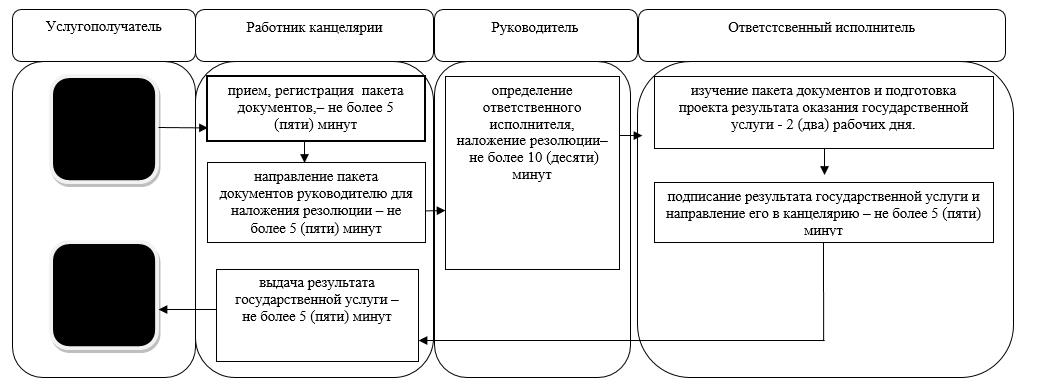 Услугополучатель
Работник канцелярии
Руководитель
Ответстсвенный исполнитель
прием, регистрация пакета
документов,– не более 5
(пяти) минут
направление пакета
документов руководителю для
наложения резолюции – не
более 5 (пяти) минут
определение
ответственного
исполнителя,
наложение резолюции–
не более 10 (десяти)
минут
изучение пакета документов и подготовка
проекта результата оказания государственной
услуги - 2 (два) рабочих дня.
подписание результата государственной услуги и
направление его в канцелярию – не более 5 (пяти)
минут
выдача результата
государственной услуги –
не более 5 (пяти) минут